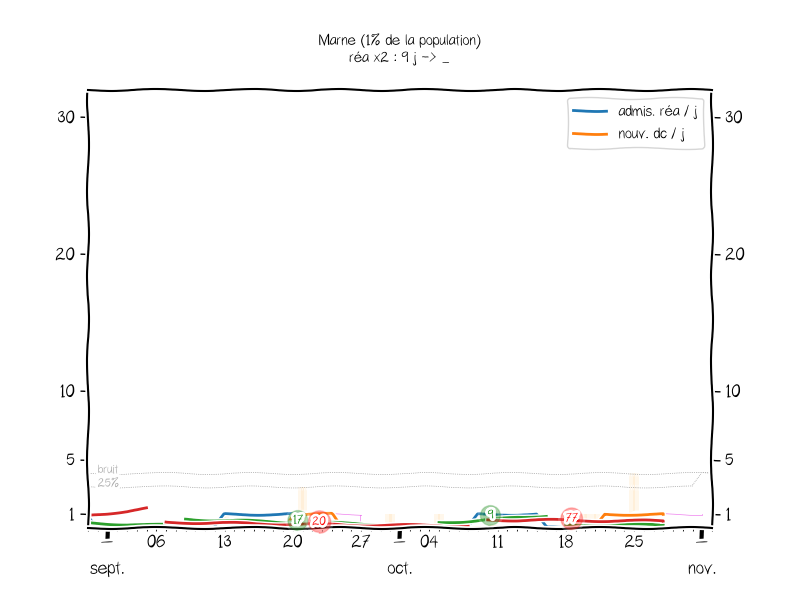 Marne (1% de la population)
réa x2 : 9 j -> _
admis. réa / j
nouv. dc / j
30 30
20 20
10 10
5 5
bruit
25%
1 1
17 20 9 77
06 13 20 27 04 11 18 25
sept. oct. nov.